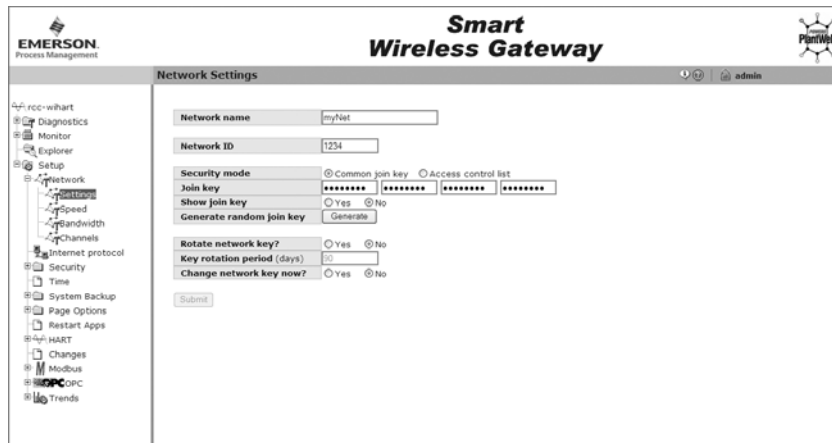 EMERSON.
Process Management
Smart
Wireless Gateway
PlantWeb
Network Settings
admin
rcc-wihart
Diagnostics
Monitor
Explorer
Setup
Network
Settings
Speed
Bandwidth
Channels
Internet protocol
Security
Time
System Backup
Page Options
Restart Apps
HART
Changes
Modbus
OPC OPC
Trends
Network name myNet
Network ID 1234
Security mode Common join key Access control list
Join key •••••••• •••••••• •••••••• ••••••••
Show join key Yes No
Generate random join key Generate
Rotate network key? Yes No
Key rotation period (days) 90
Change network key now? Yes No
Submit